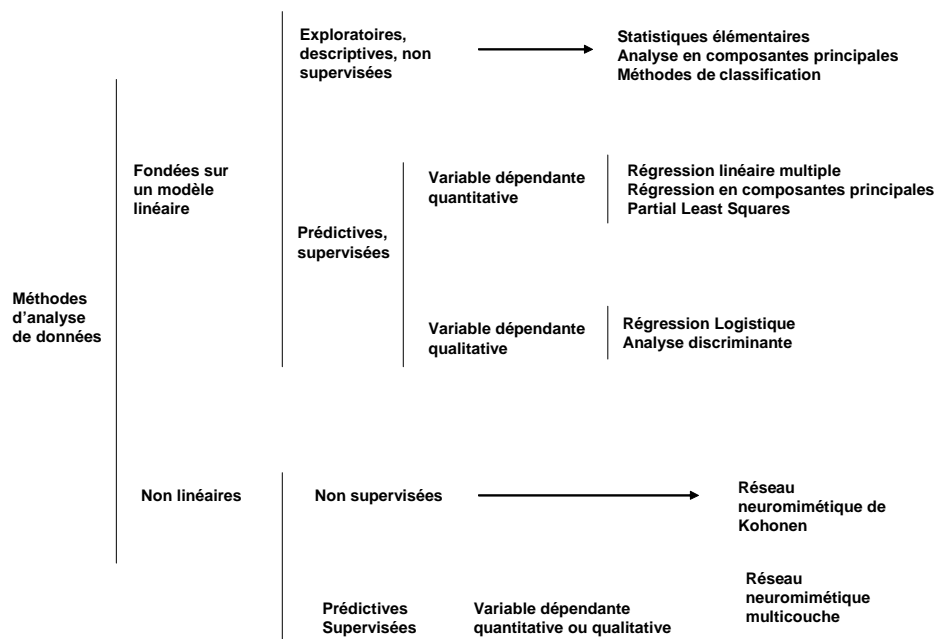 Exploratoires,
descriptives, non
supervisées
Statistiques élémentaires
Analyse en composantes principales
Méthodes de classification
Fondées sur
un modèle
linéaire
Variable dépendante
quantitative
Régression linéaire multiple
Régression en composantes principales
Partial Least Squares
Prédictives,
supervisées
Méthodes
d’analyse
de données
Variable dépendante
qualitative
Régression Logistique
Analyse discriminante
Non linéaires
Non supervisées
Réseau
neuromimétique de
Kohonen
Prédictives
Supervisées
Variable dépendante
quantitative ou qualitative
Réseau
neuromimétique
multicouche